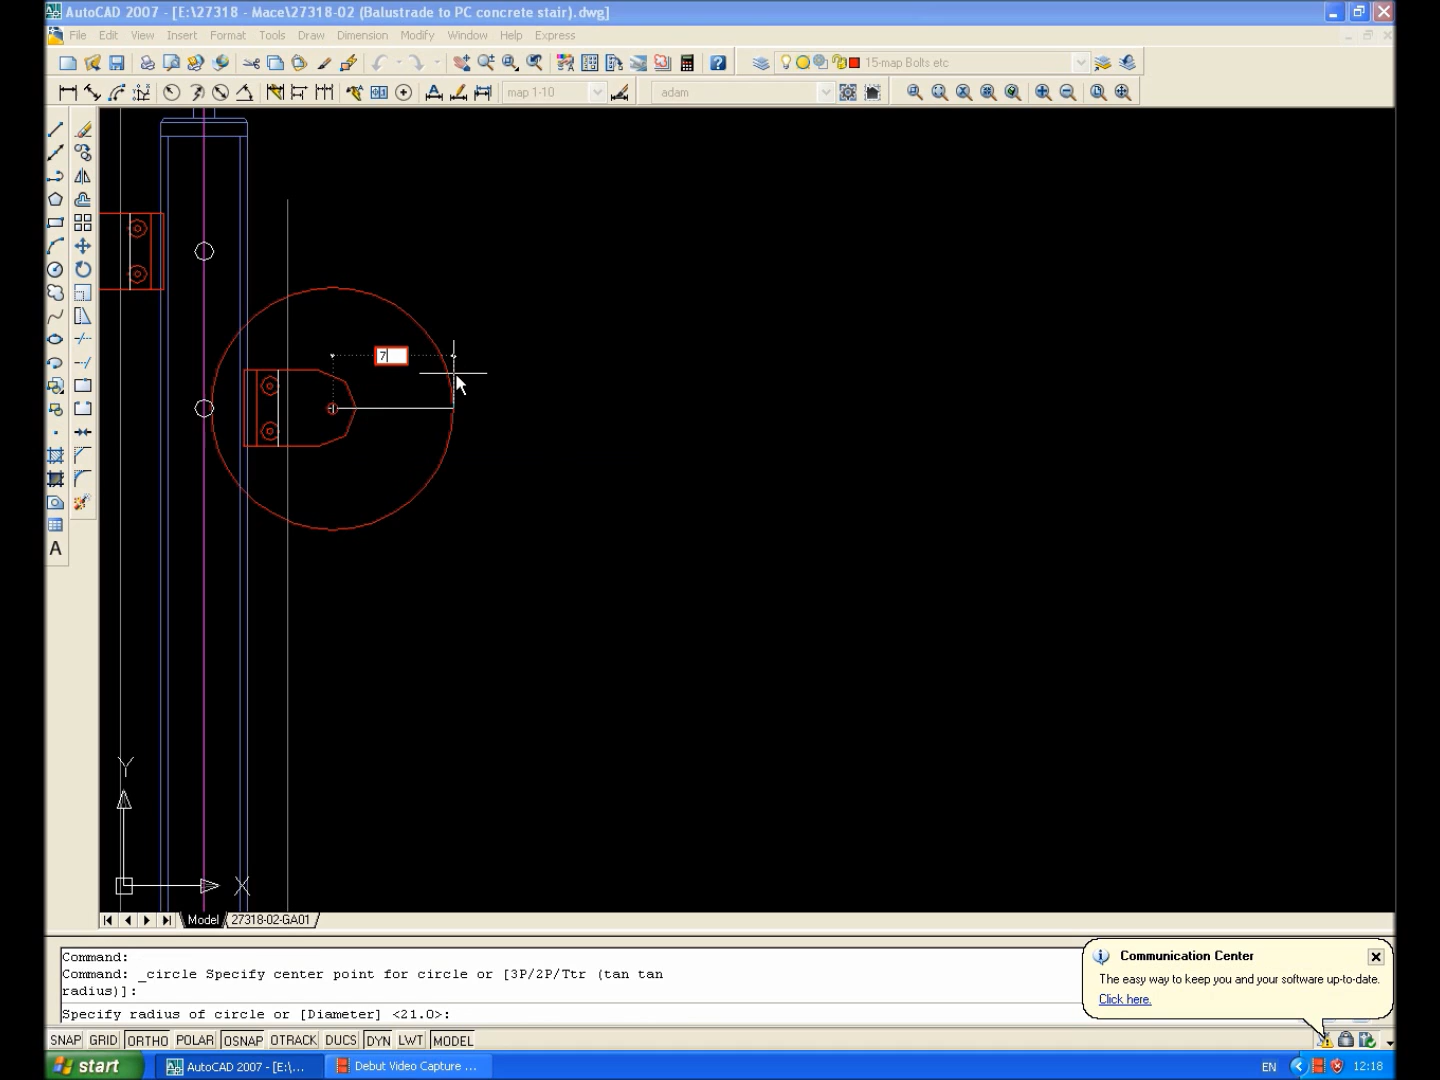 AutoCAD 2007 - [E:\27318 - Mace\27318-02 (Balustrade to PC concrete stair).dwg]
File Edit View Insert Format Tools Draw Dimension Modify Window Help Express
15-map Bolts etc
map 1-10
adam
7
Y
X
Model 27318-02-GA01
Command:
Command: _circle Specify center point for circle or [3P/2P/Ttr (tan tan
radius)]:
Specify radius of circle or [Diameter] <21.0>:
Communication Center
The easy way to keep you and your software up-to-date.
Click here.
SNAP GRID ORTHO POLAR OSNAP OTRACK DUCS DYN LWT MODEL
start
AutoCAD 2007 - [E:\...
Debut Video Capture ...
EN
12:18
A